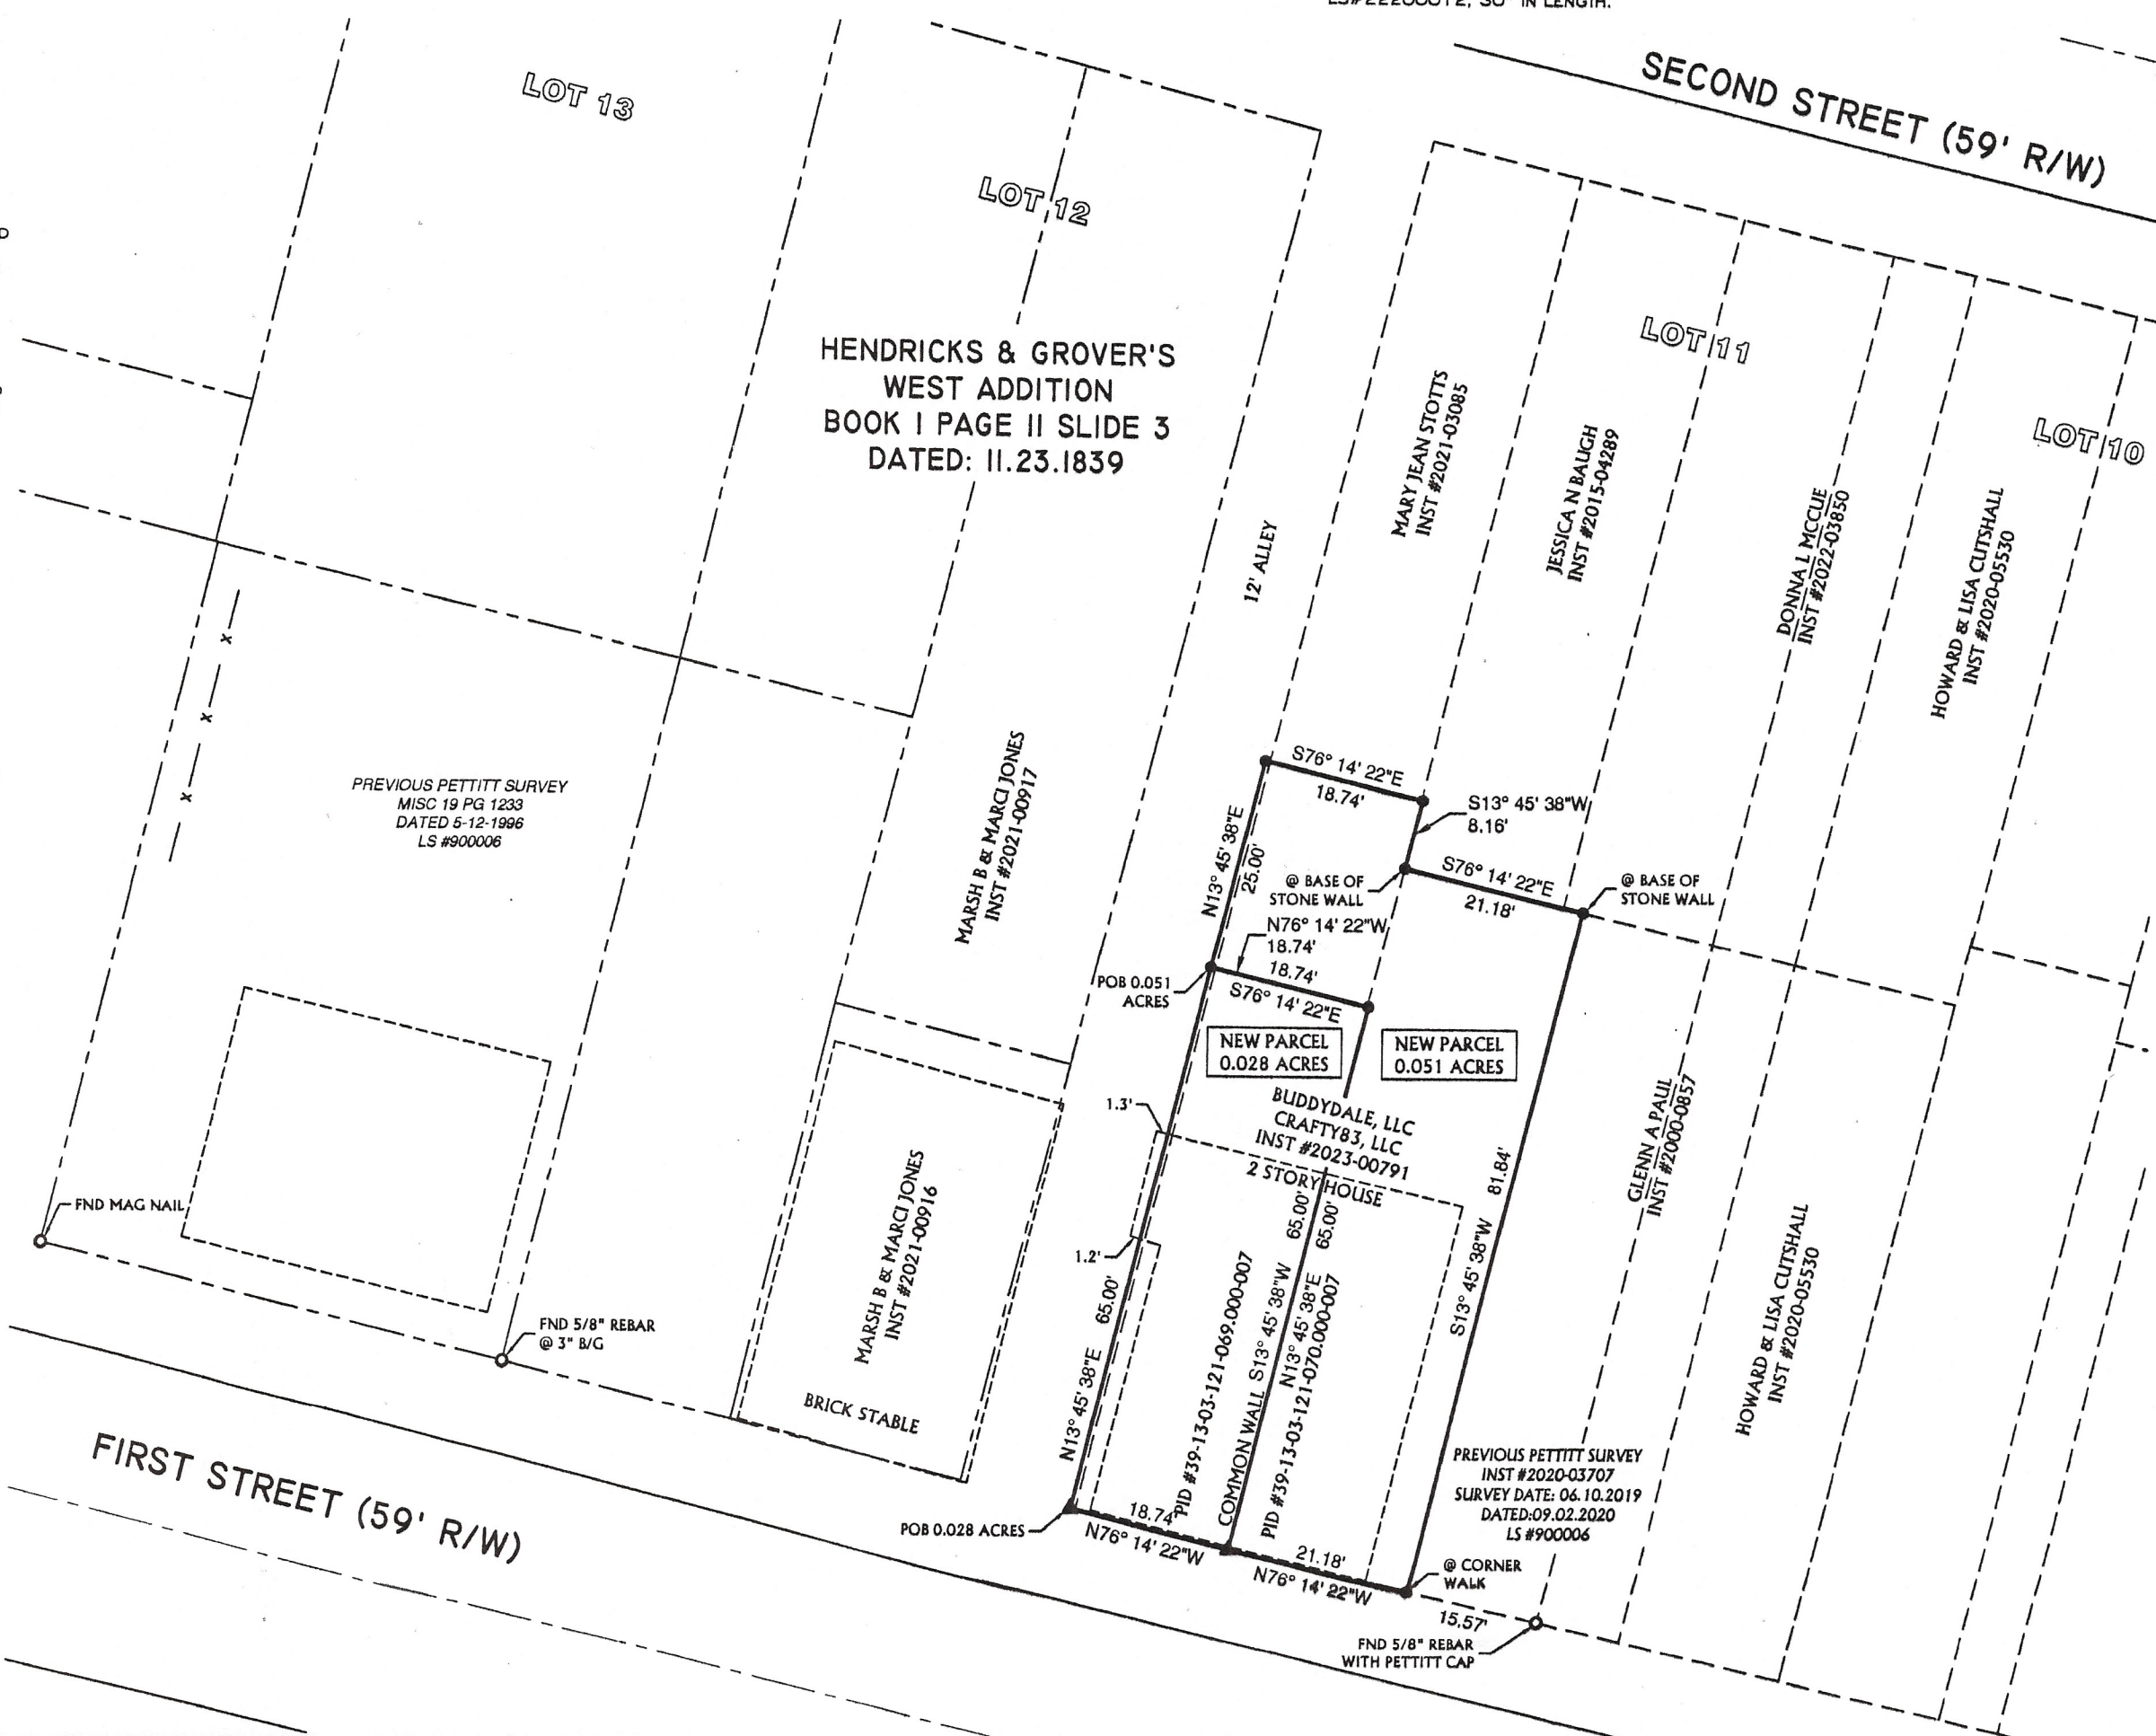 LS#22200012, 30" IN LENGTH.
SECOND STREET (59' R/W)
LOT 13
LOT 12
LOT 11
LOT 10
HENDRICKS & GROVER'S
WEST ADDITION
BOOK 1 PAGE 11 SLIDE 3
DATED: 11.23.1839
12' ALLEY
MARY JEAN STOTTS
INST #2021-03085
JESSICA N BAUGH
INST #2015-04289
DONNA L MCCUE
INST #2022-03850
HOWARD & LISA CUTSHALL
INST #2020-05530
PREVIOUS PETTITT SURVEY
MISC 19 PG 1233
DATED 5-12-1996
LS #900006
x
x
x
MARSH B & MARCI JONES
INST #2021-00917
S76° 14' 22"E
18.74'
S13° 45' 38"W
8.16'
N13° 45' 38"E
25.00'
@ BASE OF
STONE WALL
S76° 14' 22"E
21.18'
@ BASE OF
STONE WALL
N76° 14' 22"W
18.74'
18.74'
S76° 14' 22"E
POB 0.051
ACRES
NEW PARCEL
0.028 ACRES
NEW PARCEL
0.051 ACRES
BUDDYDALE, LLC
CRAFTY83, LLC
INST #2023-00791
2 STORY HOUSE
1.3'
1.2'
65.00'
N13° 45' 38"E
65.00'
65.00'
81.84'
S13° 45' 38"W
PID #39-13-03-121-069.000-007
COMMON WALL S13° 45' 38"W
N13° 45' 38"E
PID #39-13-03-121-070.000-007
GLENN A PAUL
INST #2000-0857
HOWARD & LISA CUTSHALL
INST #2020-05530
FND MAG NAIL
FND 5/8" REBAR
@ 3" B/G
MARSH B & MARCI JONES
INST #2021-00916
BRICK STABLE
FIRST STREET (59' R/W)
POB 0.028 ACRES
18.74'
N76° 14' 22"W
21.18'
N76° 14' 22"W
PREVIOUS PETTITT SURVEY
INST #2020-03707
SURVEY DATE: 06.10.2019
DATED:09.02.2020
LS #900006
@ CORNER
WALK
15.57'
FND 5/8" REBAR
WITH PETTITT CAP